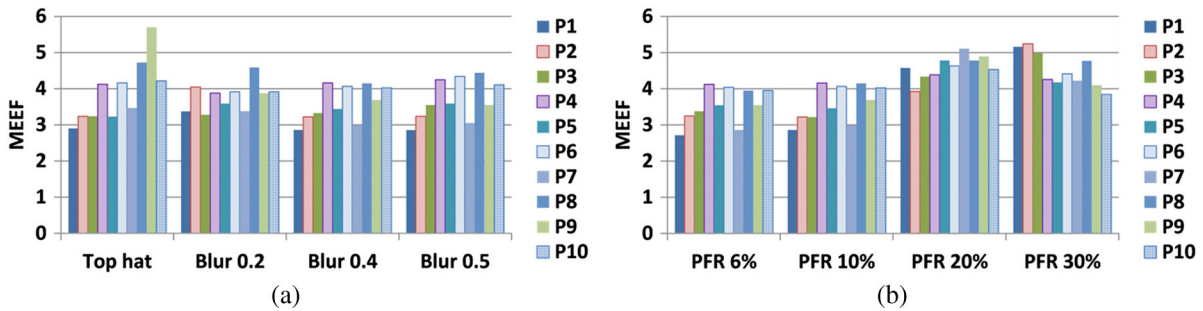 6
5
4
3
2
1
0
MEEF
Top hat Blur 0.2 Blur 0.4 Blur 0.5
P1
P2
P3
P4
P5
P6
P7
P8
P9
P10
(a)
6
5
4
3
2
1
0
MEEF
PFR 6% PFR 10% PFR 20% PFR 30%
P1
P2
P3
P4
P5
P6
P7
P8
P9
P10
(b)